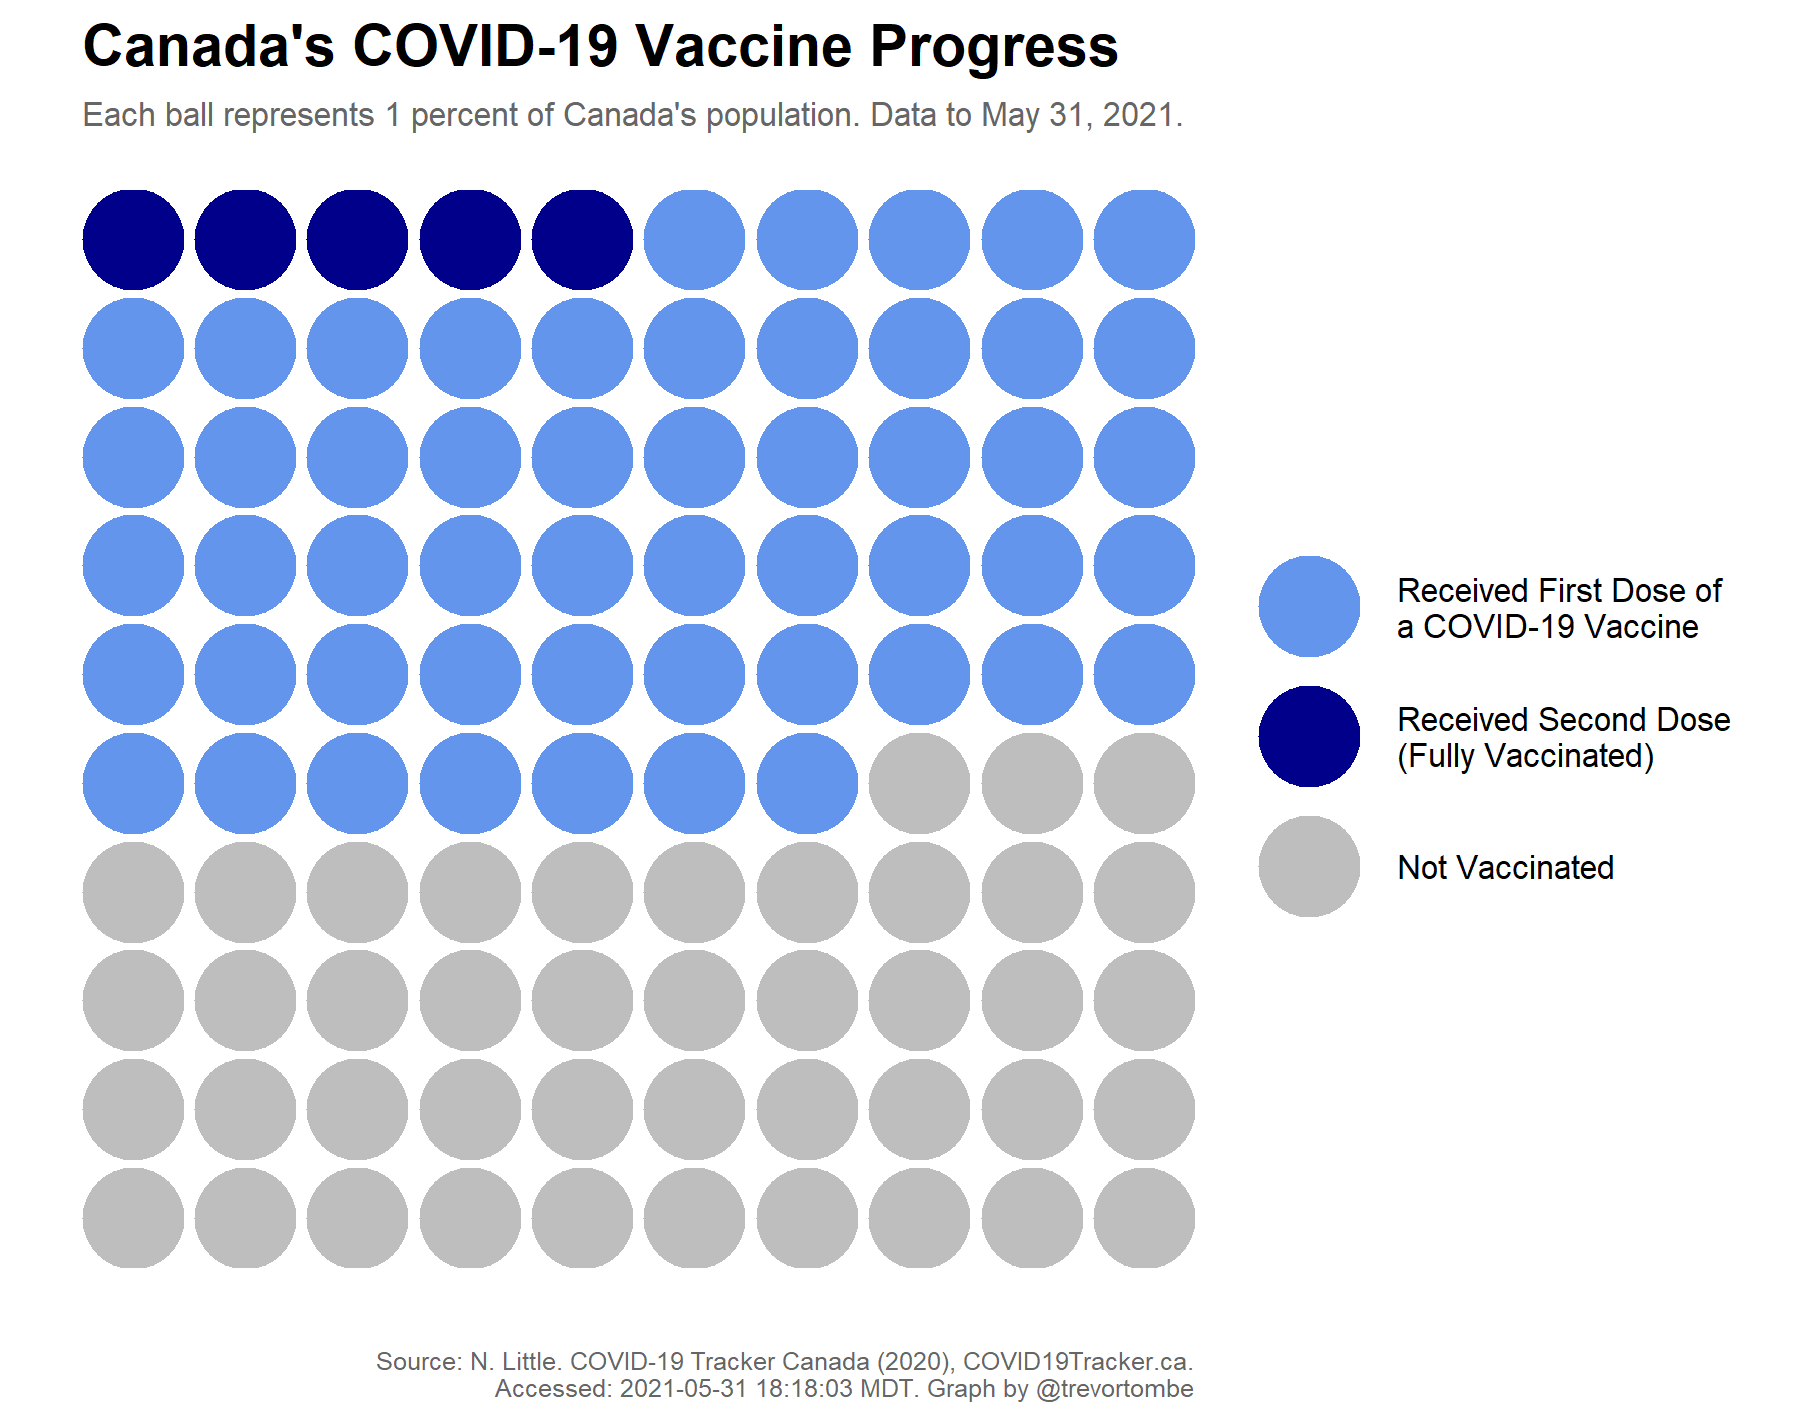 Canada's COVID-19 Vaccine Progress
Each ball represents 1 percent of Canada's population. Data to May 31, 2021.
Received First Dose of
a COVID-19 Vaccine
Received Second Dose
(Fully Vaccinated)
Not Vaccinated
Source: N. Little. COVID-19 Tracker Canada (2020), COVID19Tracker.ca.
Accessed: 2021-05-31 18:18:03 MDT. Graph by @trevortombe